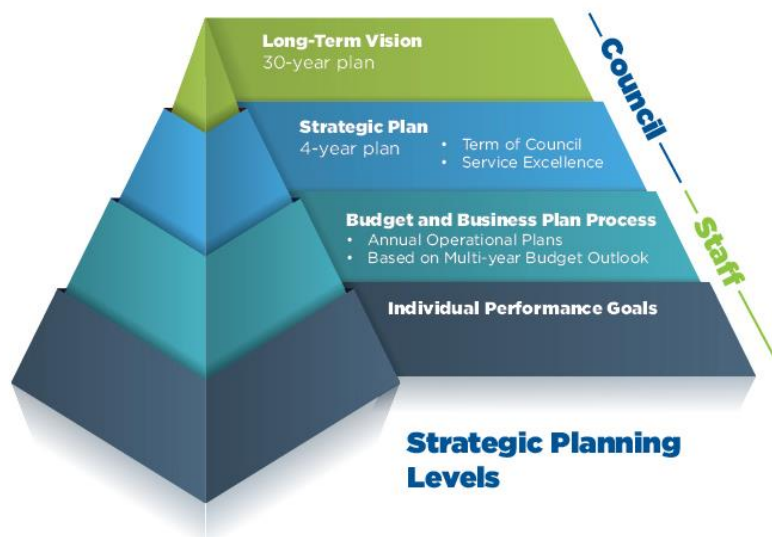 Long-Term Vision
30-year plan
Strategic Plan
4-year plan
• Term of Council
• Service Excellence
Budget and Business Plan Process
• Annual Operational Plans
• Based on Multi-year Budget Outlook
Individual Performance Goals
Council
Staff
Strategic Planning
Levels